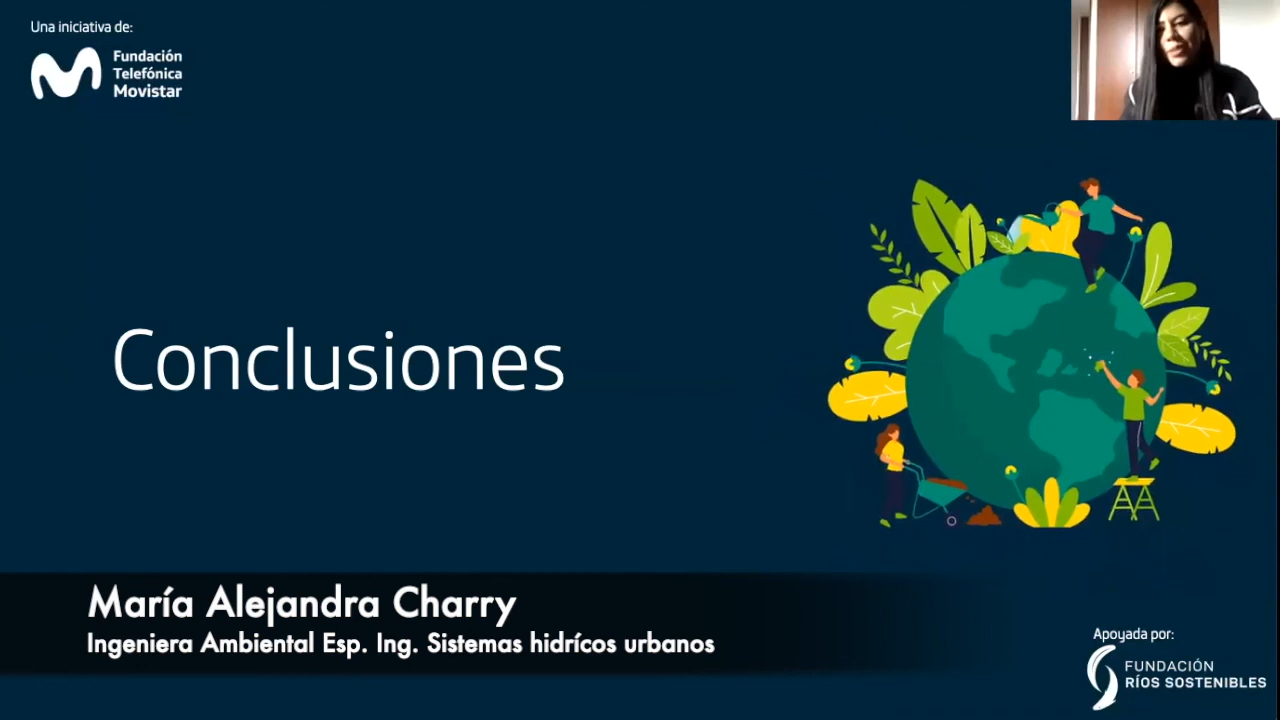 Una iniciativa de:
Fundación
Telefónica
Movistar
Conclusiones
María Alejandra Charry
Ingeniera Ambiental Esp. Ing. Sistemas hidrícos urbanos
Apoyada por:
FUNDACIÓN
RÍOS SOSTENIBLES